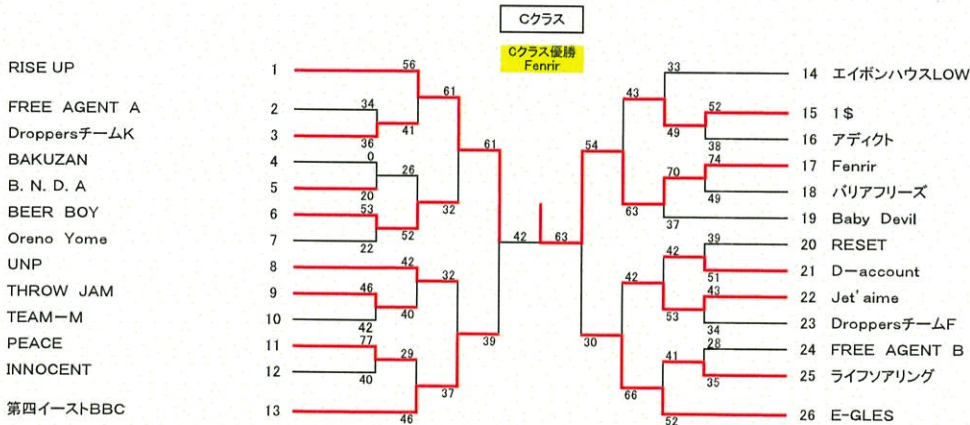 Cクラス
Cクラス優勝
Fenrir
RISE UP 1
FREE AGENT A 2
DroppersチームK 3
BAKUZAN 4
B. N. D. A 5
BEER BOY 6
Oreno Yome 7
UNP 8
THROW JAM 9
TEAM-M 10
PEACE 11
INNOCENT 12
第四イーストBBC 13
56
34
36
41
61
0
20
26
53
22
52
32
61
42
46
42
40
32
77
40
29
46
37
39
42
63
54
43
33
49
52
38
70
74
49
63
37
42
42
39
51
53
43
34
30
41
28
35
66
52
14 エイボンハウスLOW
15 1$
16 アディクト
17 Fenrir
18 バリアフリーズ
19 Baby Devil
20 RESET
21 D-account
22 Jet'aime
23 DroppersチームF
24 FREE AGENT B
25 ライフソアリング
26 E-GLES